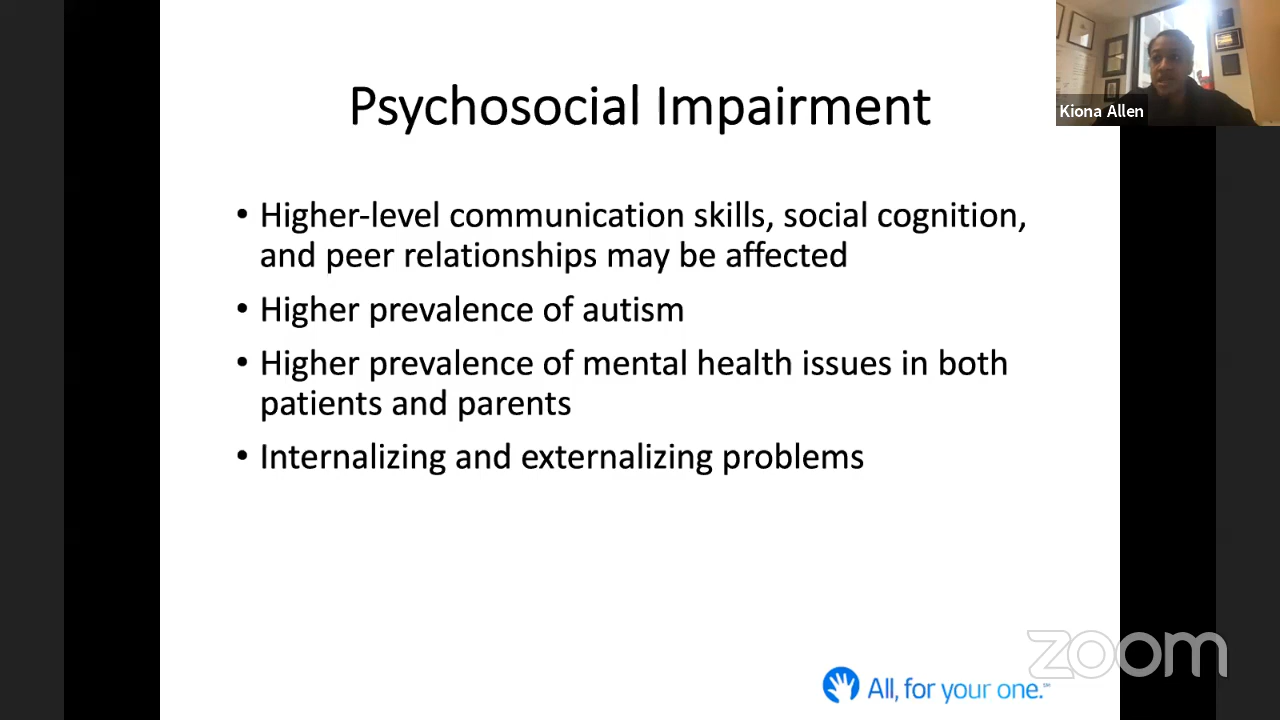 Psychosocial Impairment
Kiona Allen
• Higher-level communication skills, social cognition,
and peer relationships may be affected
• Higher prevalence of autism
• Higher prevalence of mental health issues in both
patients and parents
• Internalizing and externalizing problems
zoom
All, for your one.℠